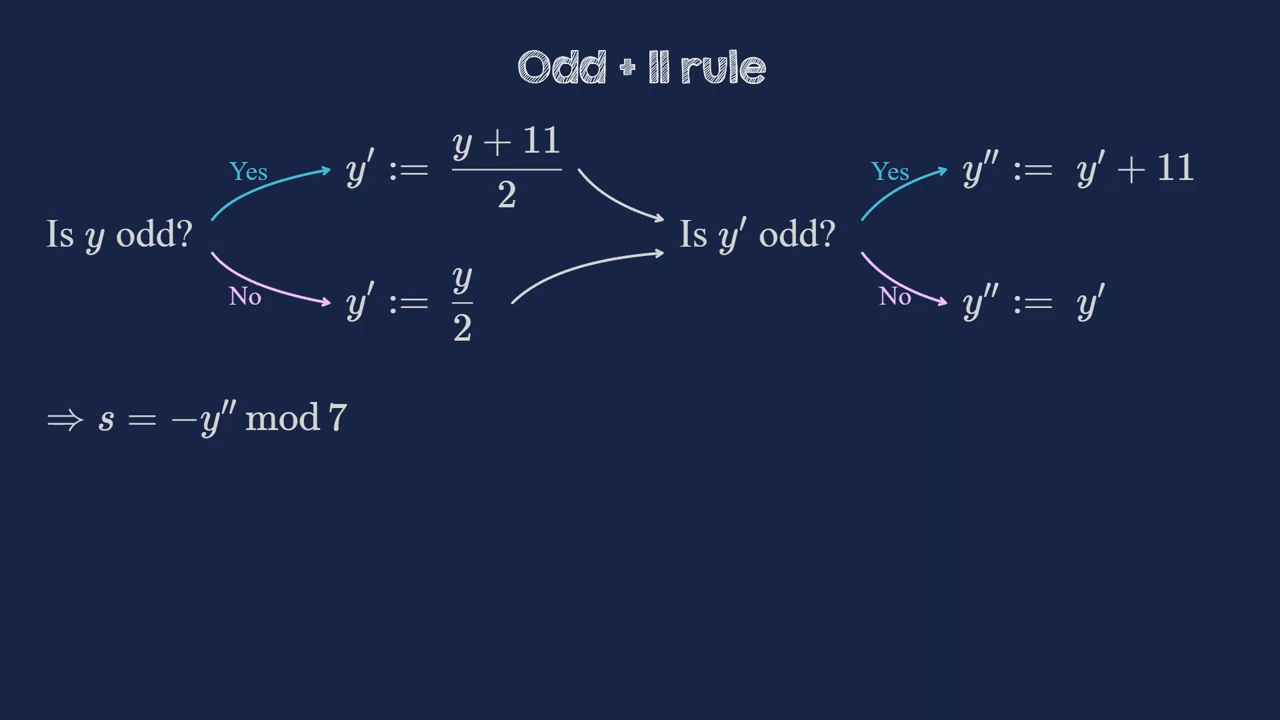 Odd + 11 rule
Is y odd?
Yes
y′ := (y + 11)/2
No
y′ := y/2
Is y′ odd?
Yes
y″ := y′ + 11
No
y″ := y′
⇒ s = −y″ mod 7